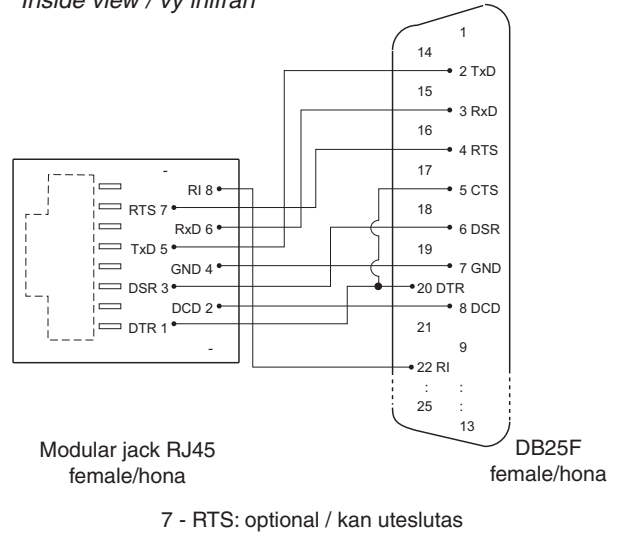 Inside view / Vy inifrån
1
14
2 TxD
15
3 RxD
16
4 RTS
17
5 CTS
18
6 DSR
19
7 GND
20 DTR
8 DCD
21
9
22 RI
: :
25 :
13
-
RI 8
RTS 7
RxD 6
TxD 5
GND 4
DSR 3
DCD 2
DTR 1
-
Modular jack RJ45
female/hona
DB25F
female/hona
7 - RTS: optional / kan uteslutas